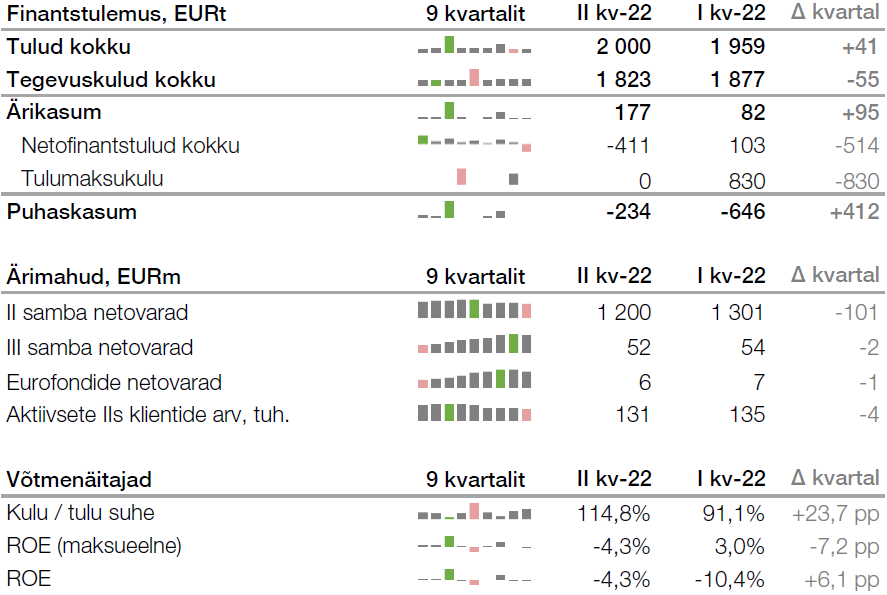 Finantstulemus, EURt 9 kvartalit II kv-22 I kv-22 Δ kvartal
Tulud kokku 2 000 1 959 +41
Tegevuskulud kokku 1 823 1 877 -55
Ärikasum 177 82 +95
Netofinantstulud kokku -411 103 -514
Tulumaksukulu 0 830 -830
Puhaskasum -234 -646 +412
Ärimahud, EURm 9 kvartalit II kv-22 I kv-22 Δ kvartal
II samba netovarad 1 200 1 301 -101
III samba netovarad 52 54 -2
Eurofondide netovarad 6 7 -1
Aktiivsete IIs klientide arv, tuh. 131 135 -4
Võtmenäitajad 9 kvartalit II kv-22 I kv-22 Δ kvartal
Kulu / tulu suhe 114,8% 91,1% +23,7 pp
ROE (maksueelne) -4,3% 3,0% -7,2 pp
ROE -4,3% -10,4% +6,1 pp